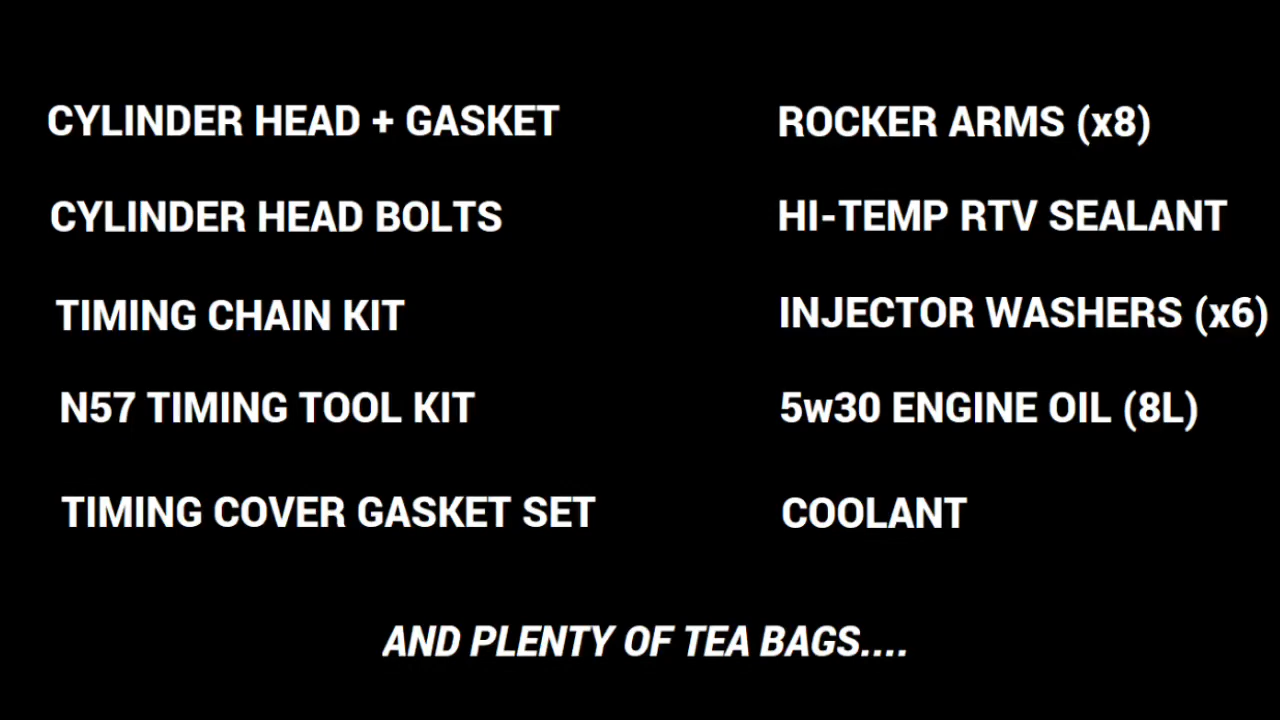 CYLINDER HEAD + GASKET
CYLINDER HEAD BOLTS
TIMING CHAIN KIT
N57 TIMING TOOL KIT
TIMING COVER GASKET SET
ROCKER ARMS (x8)
HI-TEMP RTV SEALANT
INJECTOR WASHERS (x6)
5w30 ENGINE OIL (8L)
COOLANT
AND PLENTY OF TEA BAGS....